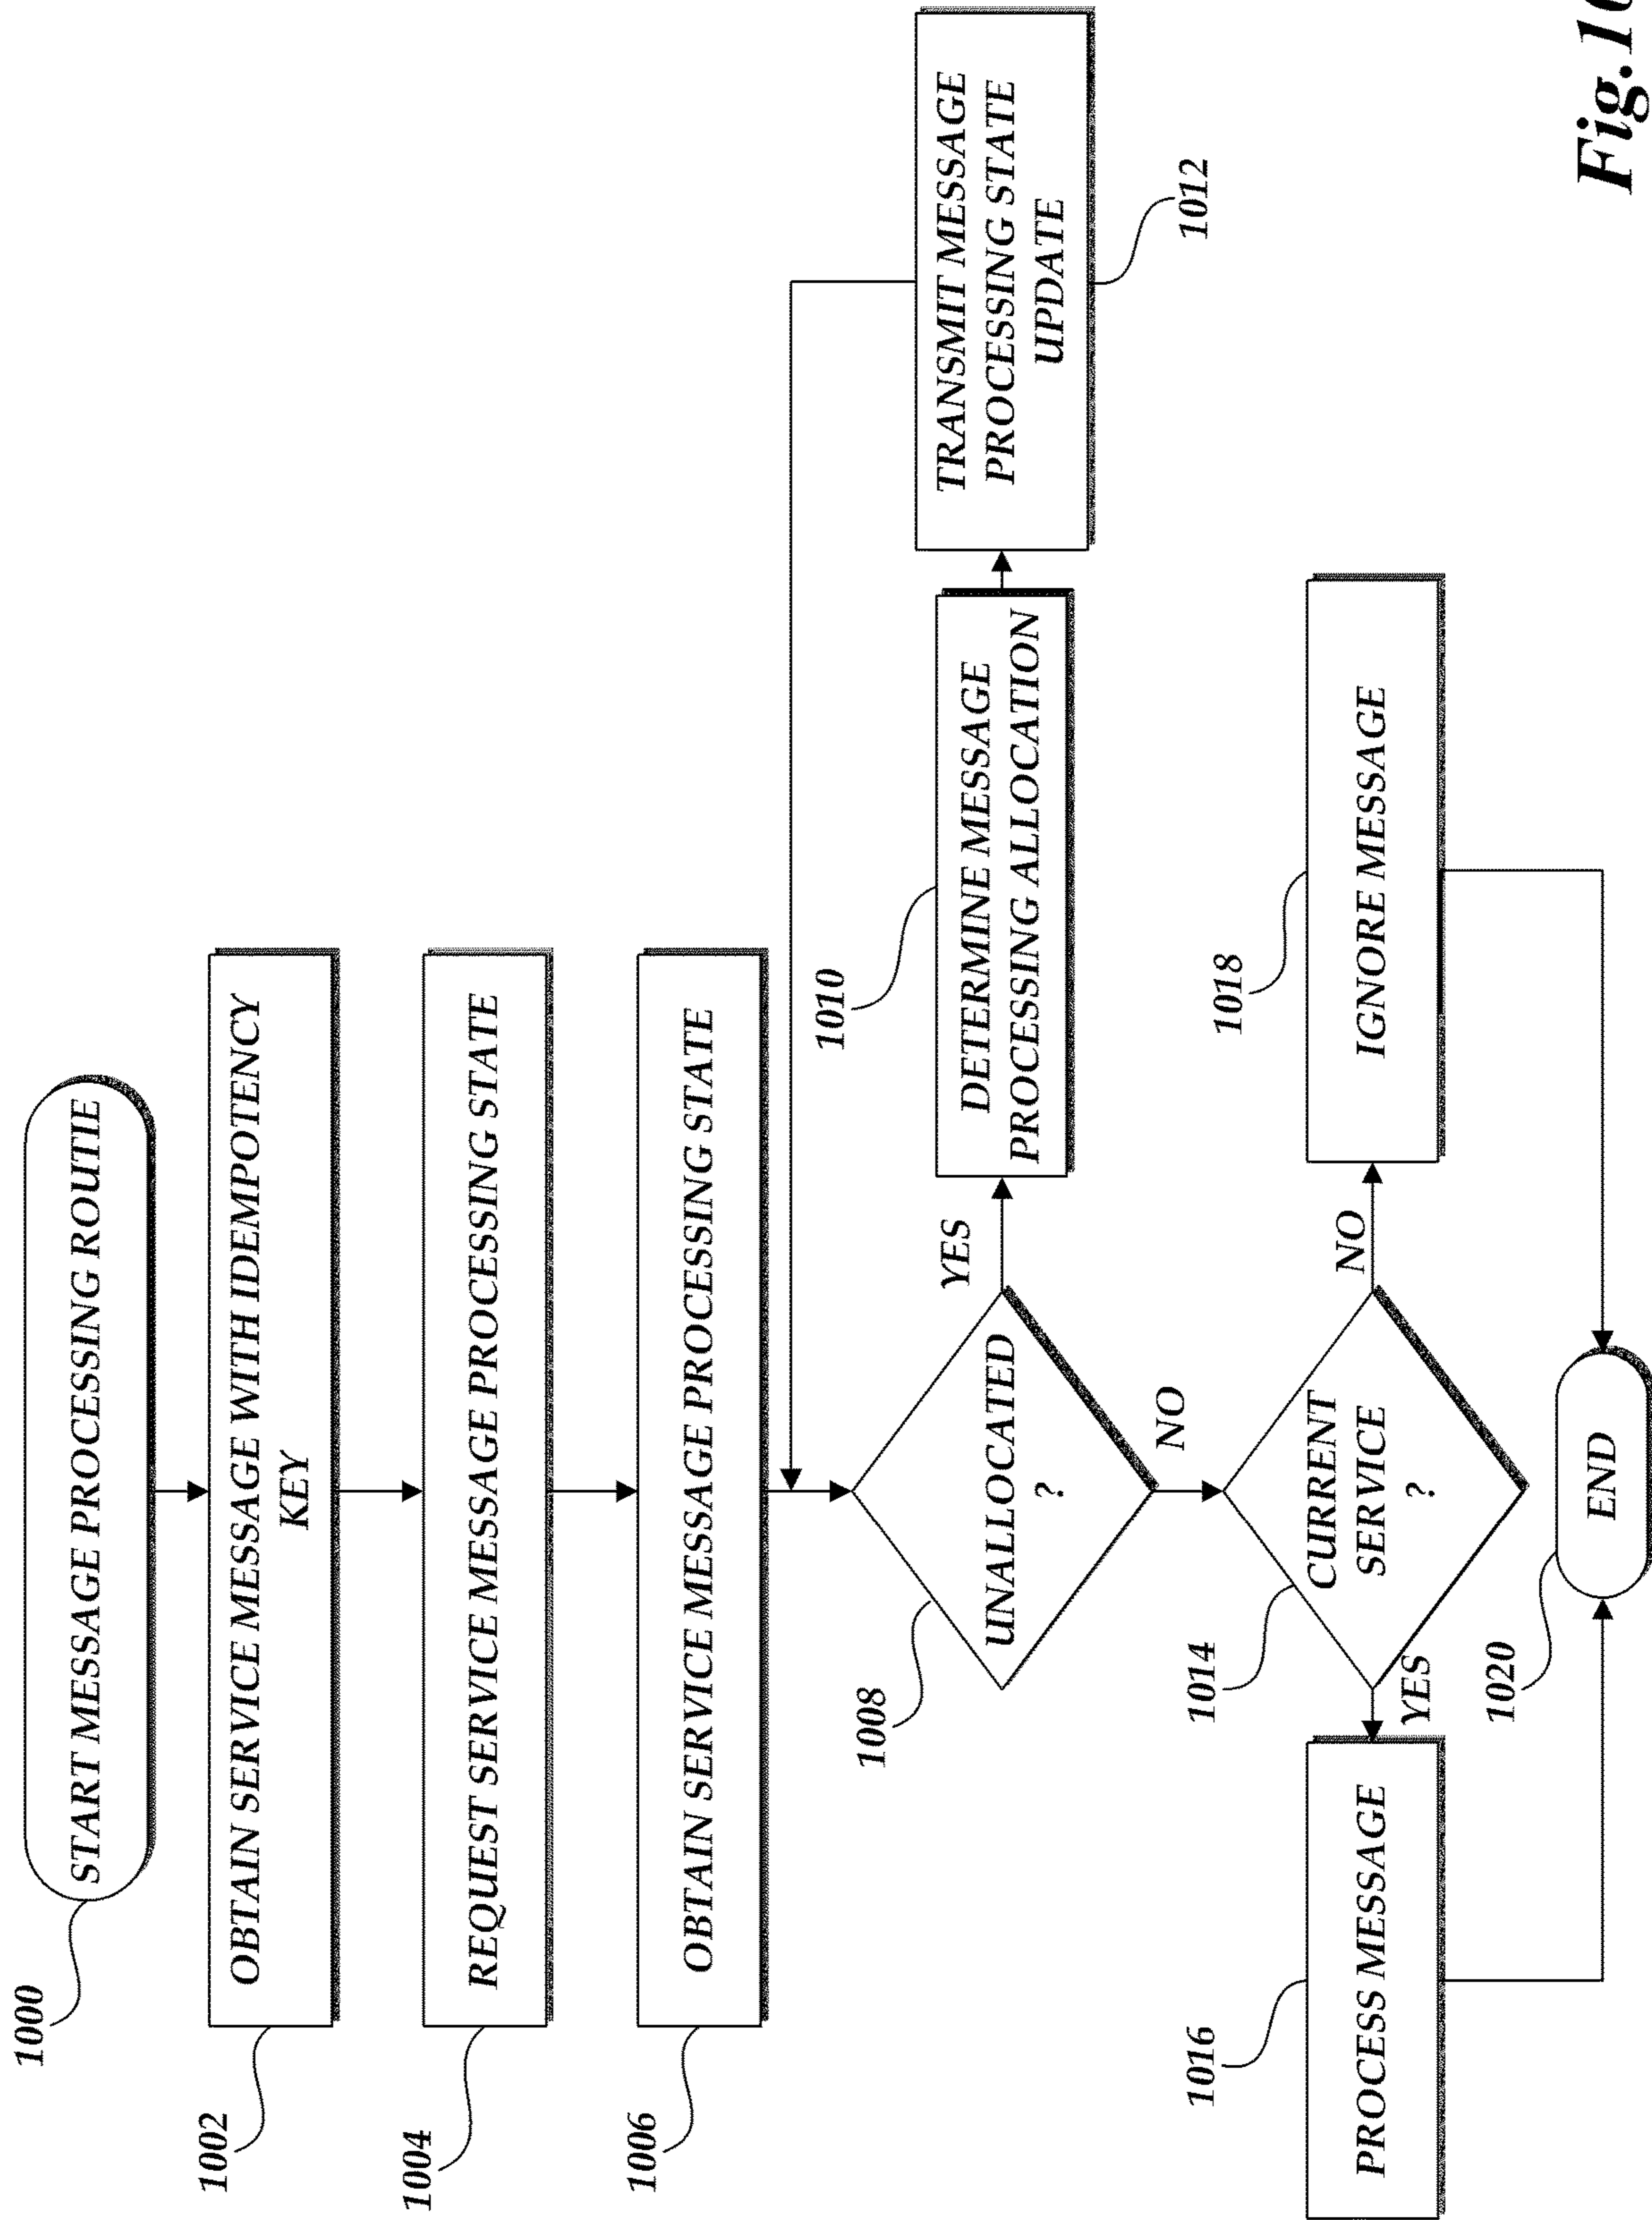 1000
START MESSAGE PROCESSING ROUTIE
1002
OBTAIN SERVICE MESSAGE WITH IDEMPOTENCY
KEY
1004
REQUEST SERVICE MESSAGE PROCESSING STATE
1006
OBTAIN SERVICE MESSAGE PROCESSING STATE
1008
UNALLOCATED
?
YES
1010
DETERMINE MESSAGE
PROCESSING ALLOCATION
TRANSMIT MESSAGE
PROCESSING STATE
UPDATE
1012
NO
1014
CURRENT
SERVICE
?
YES
1016
PROCESS MESSAGE
NO
1018
IGNORE MESSAGE
1020
END
Fig.10